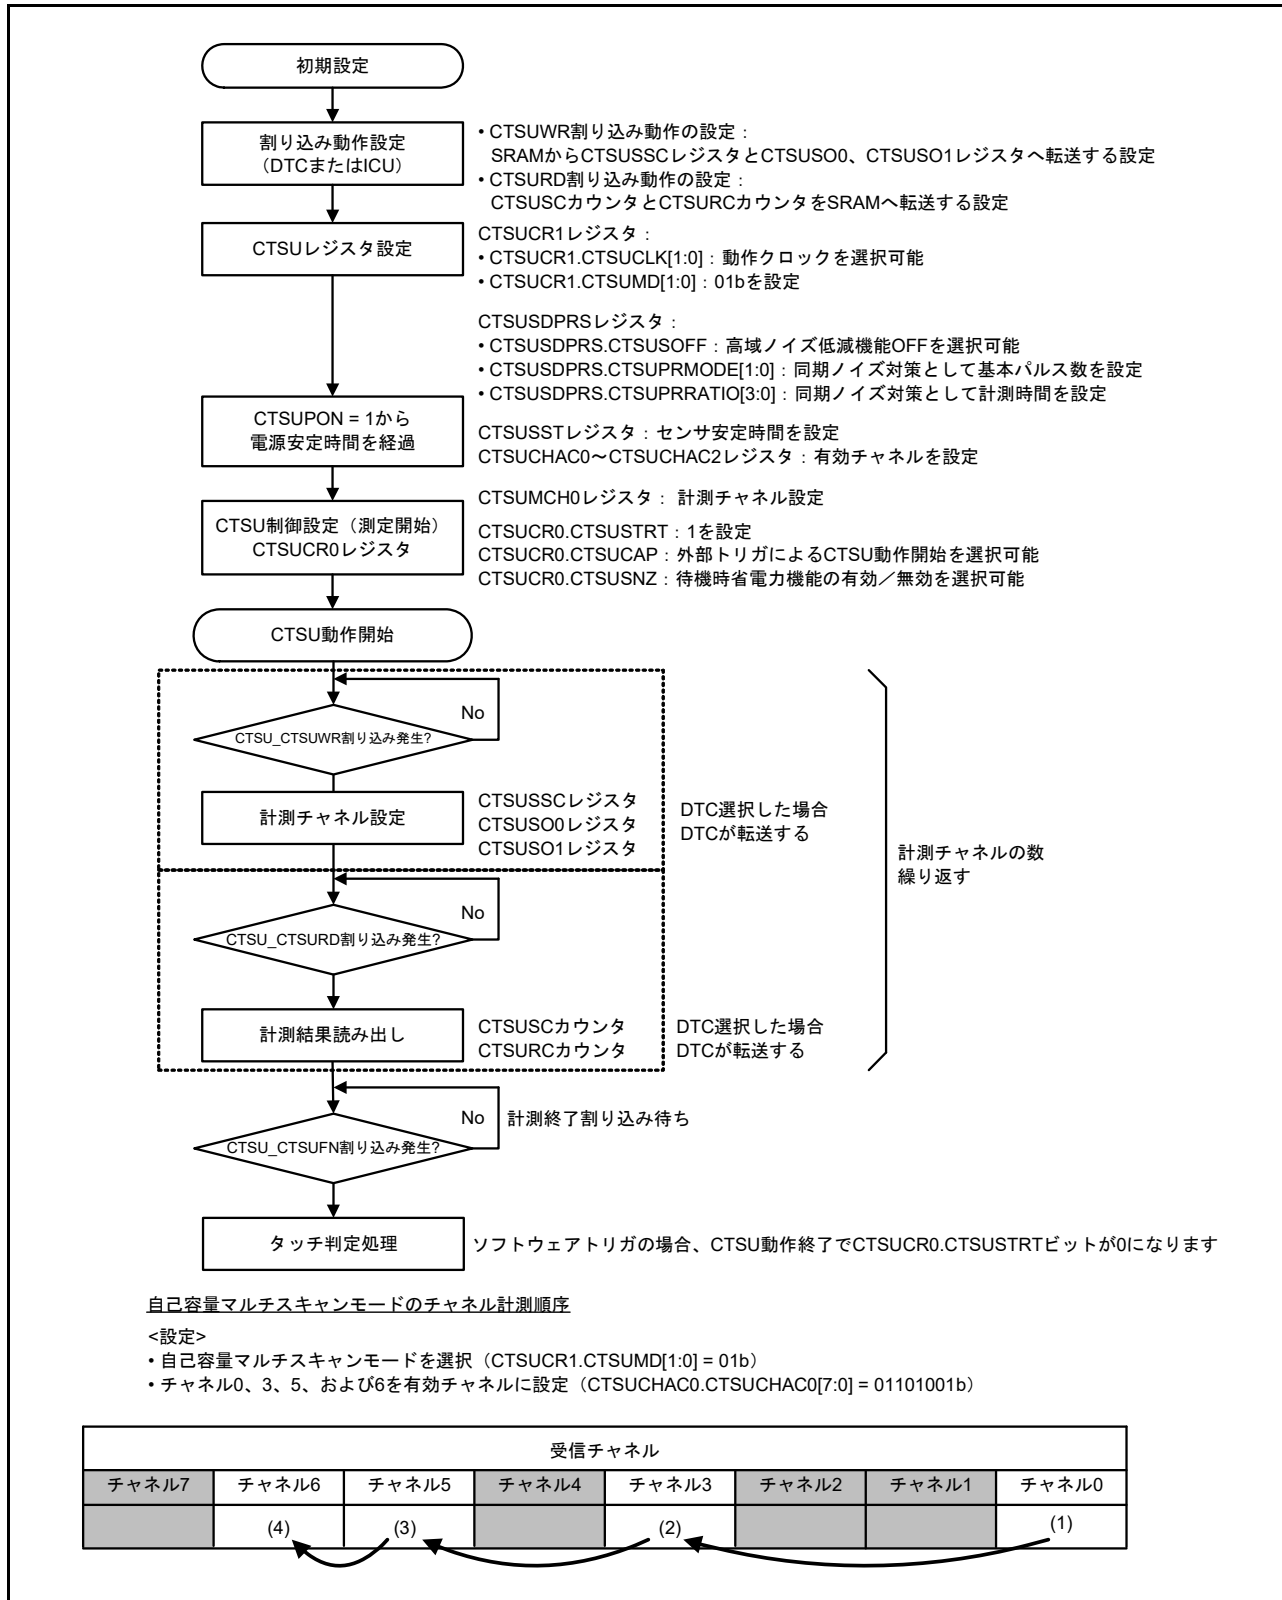 初期設定
割り込み動作設定
（DTCまたはICU）
• CTSUWR割り込み動作の設定：
SRAMからCTSUSSCレジスタとCTSUSO0、CTSUSO1レジスタへ転送する設定
• CTSURD割り込み動作の設定：
CTSUSCカウンタとCTSURCカウンタをSRAMへ転送する設定
CTSUレジスタ設定
CTSUCR1レジスタ：
• CTSUCR1.CTSUCLK[1:0]：動作クロックを選択可能
• CTSUCR1.CTSUMD[1:0]：01bを設定
CTSUSDPRSレジスタ：
• CTSUSDPRS.CTSUSOFF：高域ノイズ低減機能OFFを選択可能
• CTSUSDPRS.CTSUPRMODE[1:0]：同期ノイズ対策として基本パルス数を設定
• CTSUSDPRS.CTSUPRRATIO[3:0]：同期ノイズ対策として計測時間を設定
CTSUPON = 1から
電源安定時間を経過
CTSUSSTレジスタ：センサ安定時間を設定
CTSUCHAC0～CTSUCHAC2レジスタ：有効チャネルを設定
CTSUMCH0レジスタ： 計測チャネル設定
CTSU制御設定（測定開始）
CTSUCR0レジスタ
CTSUCR0.CTSUSTRT：1を設定
CTSUCR0.CTSUCAP：外部トリガによるCTSU動作開始を選択可能
CTSUCR0.CTSUSNZ：待機時省電力機能の有効／無効を選択可能
CTSU動作開始
No
CTSU_CTSUWR割り込み発生?
計測チャネル設定
CTSUSSCレジスタ
CTSUSO0レジスタ
CTSUSO1レジスタ
DTC選択した場合
DTCが転送する
計測チャネルの数
繰り返す
No
CTSU_CTSURD割り込み発生?
計測結果読み出し
CTSUSCカウンタ
CTSURCカウンタ
DTC選択した場合
DTCが転送する
No
計測終了割り込み待ち
CTSU_CTSUFN割り込み発生?
タッチ判定処理
ソフトウェアトリガの場合、CTSU動作終了でCTSUCR0.CTSUSTRTビットが0になります
自己容量マルチスキャンモードのチャネル計測順序
<設定>
• 自己容量マルチスキャンモードを選択（CTSUCR1.CTSUMD[1:0] = 01b）
• チャネル0、3、5、および6を有効チャネルに設定（CTSUCHAC0.CTSUCHAC0[7:0] = 01101001b）
受信チャネル
チャネル7 チャネル6 チャネル5 チャネル4 チャネル3 チャネル2 チャネル1 チャネル0
(4) (3) (2) (1)